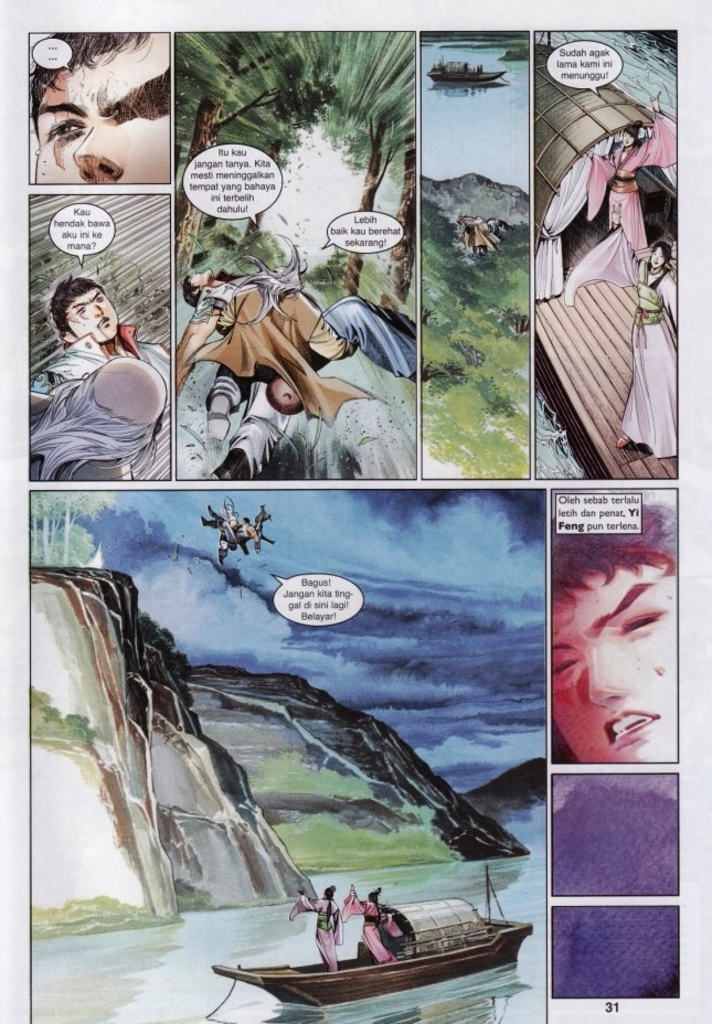 ...
...
Kau
hendak bawa
aku ini ke
mana?
Itu kau
jangan tanya. Kita
mesti meninggalkan
tempat yang bahaya
ini terbelih
dahulu!
Lebih
baik kau berehat
sekarang!
Sudah agak
lama kami ini
menunggu!
Bagus!
Jangan kita ting-
gal di sini lagi!
Belayar!
Oleh sebab terlalu
letih dan penat, Yi
Feng pun terlena.
31